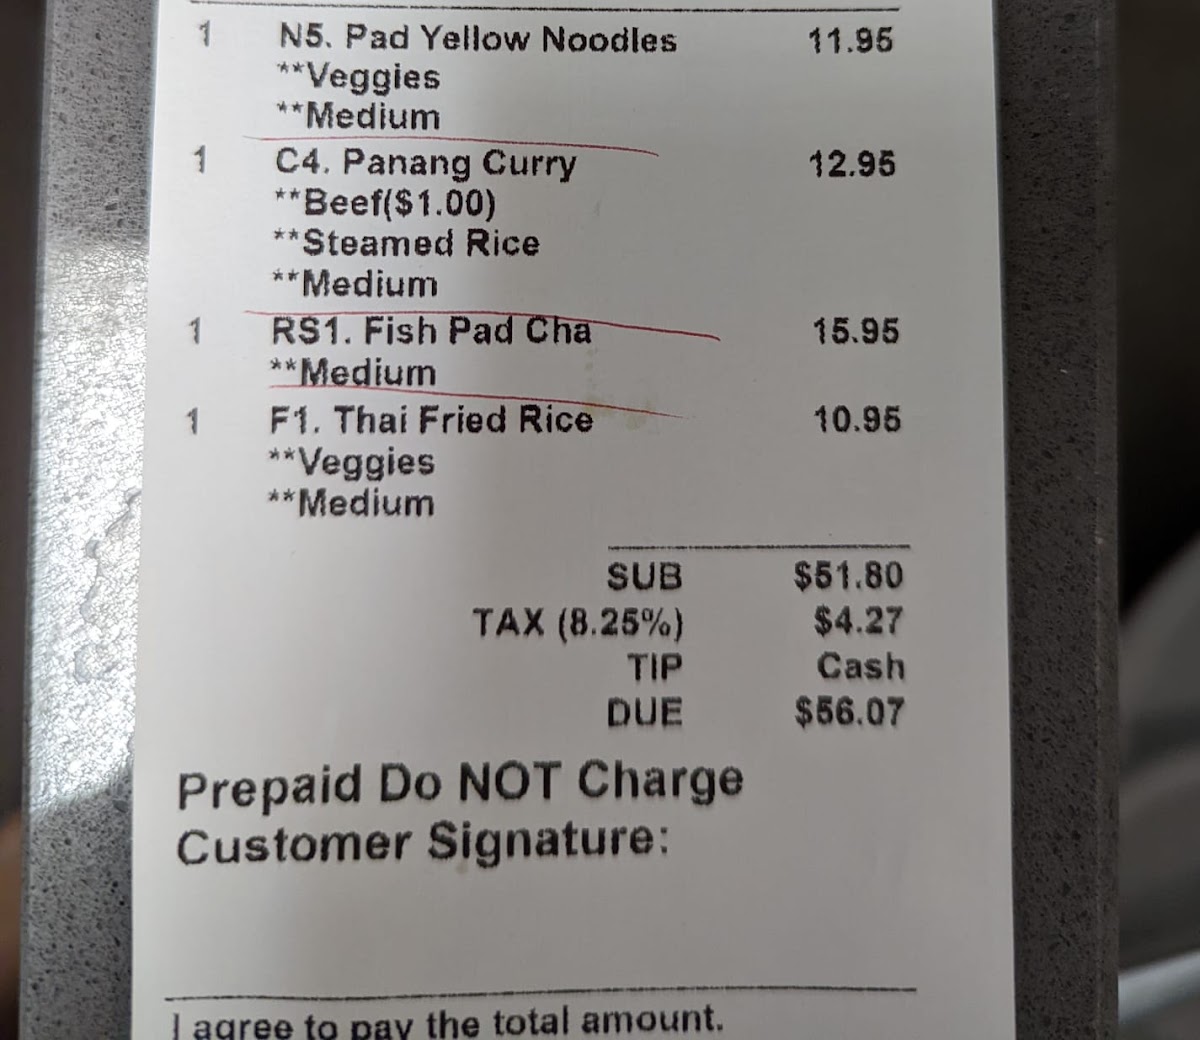 1 N5. Pad Yellow Noodles 11.95
**Veggies
**Medium
1 C4. Panang Curry 12.95
**Beef($1.00)
**Steamed Rice
**Medium
1 RS1. Fish Pad Cha 15.95
**Medium
1 F1. Thai Fried Rice 10.95
**Veggies
**Medium
SUB $51.80
TAX (8.25%) $4.27
TIP Cash
DUE $56.07
Prepaid Do NOT Charge
Customer Signature:
I agree to pay the total amount.